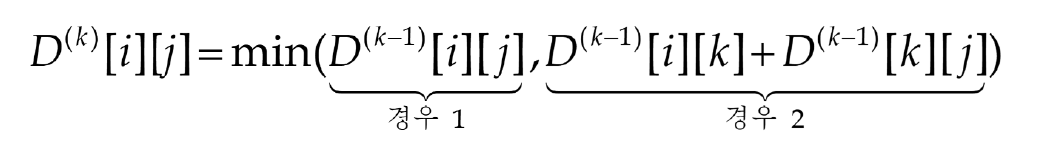 D^(k)[i][j]=min(D^(k–1)[i][j],D^(k–1)[i][k]+D^(k–1)[k][j])
경우 1 경우 2